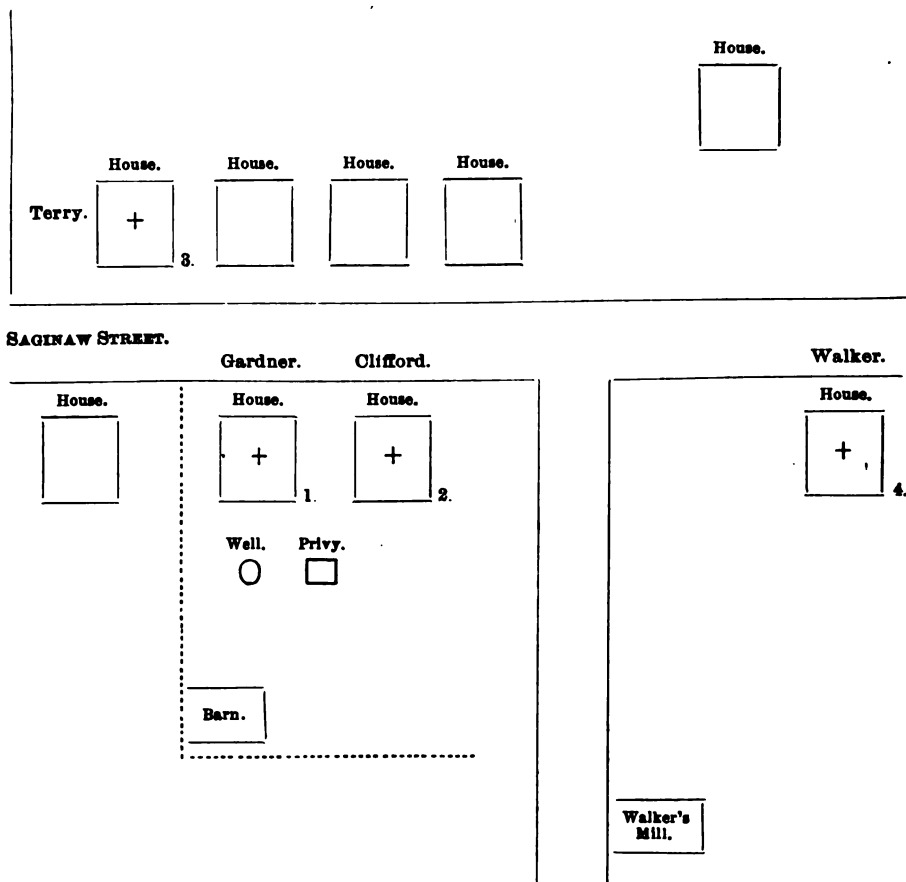 House.
House. House. House. House.
Terry. +
3.
SAGINAW STREET.
Gardner. Clifford. Walker.
House. House. House. House.
+ + +
1. 2. 4.
Well. Privy.
Barn.
Walker's
Mill.